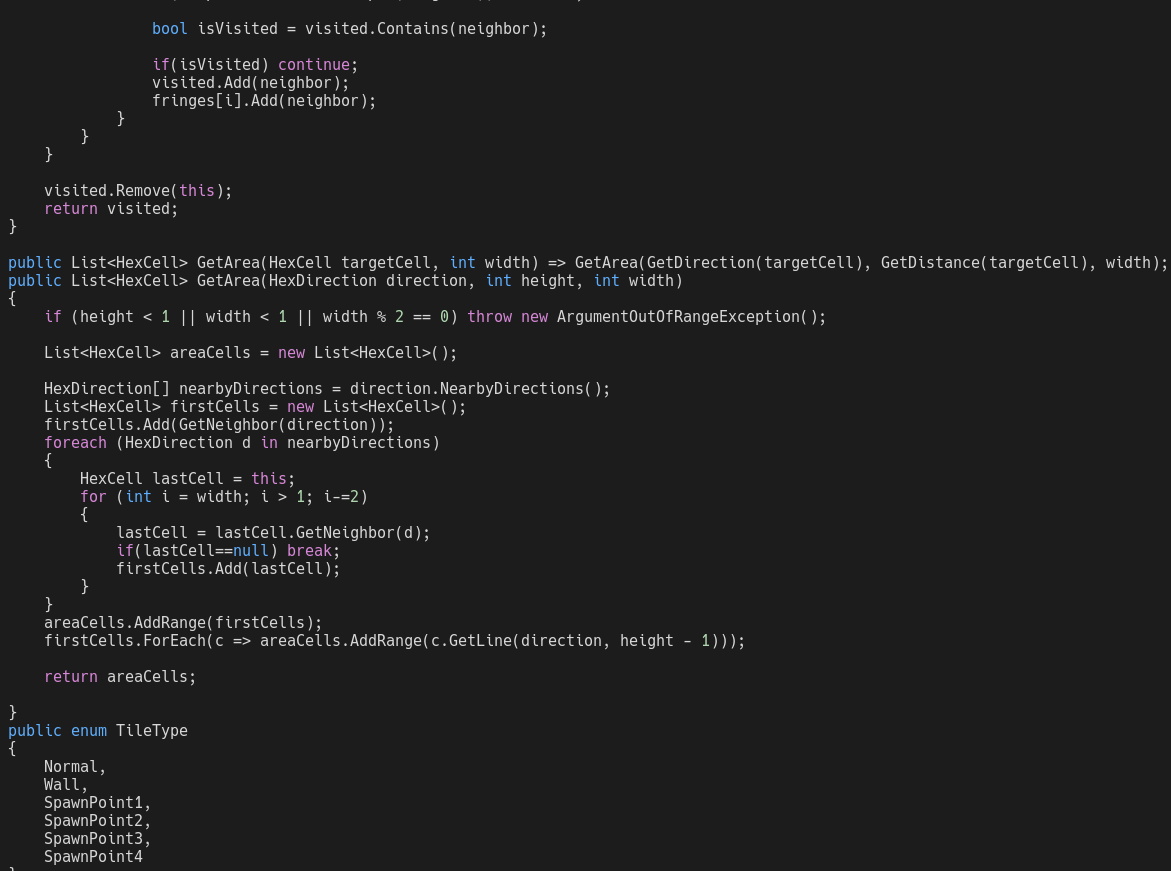 bool isVisited = visited.Contains(neighbor);
if(isVisited) continue;
visited.Add(neighbor);
fringes[i].Add(neighbor);
}
}
}
visited.Remove(this);
return visited;
}
public List<HexCell> GetArea(HexCell targetCell, int width) => GetArea(GetDirection(targetCell), GetDistance(targetCell), width);
public List<HexCell> GetArea(HexDirection direction, int height, int width)
{
if (height < 1 || width < 1 || width % 2 == 0) throw new ArgumentOutOfRangeException();
List<HexCell> areaCells = new List<HexCell>();
HexDirection[] nearbyDirections = direction.NearbyDirections();
List<HexCell> firstCells = new List<HexCell>();
firstCells.Add(GetNeighbor(direction));
foreach (HexDirection d in nearbyDirections)
{
HexCell lastCell = this;
for (int i = width; i > 1; i-=2)
{
lastCell = lastCell.GetNeighbor(d);
if(lastCell==null) break;
firstCells.Add(lastCell);
}
}
areaCells.AddRange(firstCells);
firstCells.ForEach(c => areaCells.AddRange(c.GetLine(direction, height - 1)));
return areaCells;
}
public enum TileType
{
Normal,
Wall,
SpawnPoint1,
SpawnPoint2,
SpawnPoint3,
SpawnPoint4